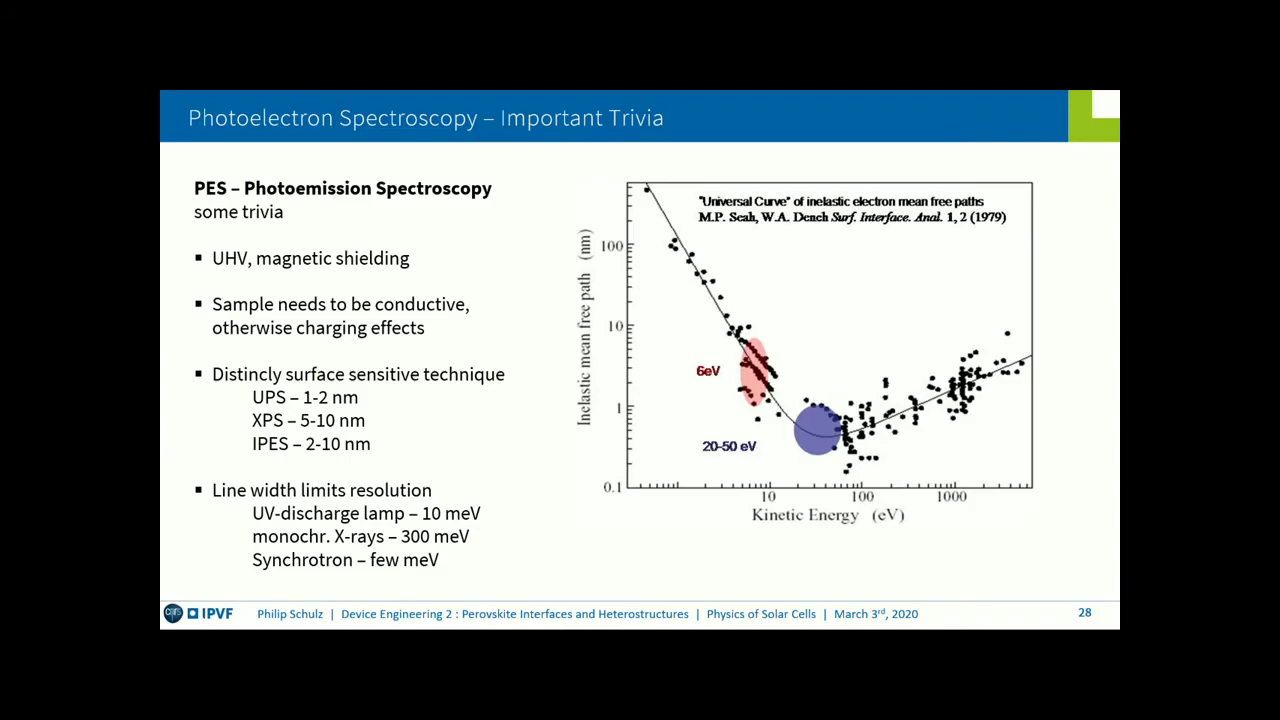 Photoelectron Spectroscopy – Important Trivia
PES – Photoemission Spectroscopy
some trivia
▪ UHV, magnetic shielding
▪ Sample needs to be conductive,
otherwise charging effects
▪ Distinctly surface sensitive technique
UPS – 1-2 nm
XPS – 5-10 nm
IPES – 2-10 nm
▪ Line width limits resolution
UV-discharge lamp – 10 meV
monochr. X-rays – 300 meV
Synchrotron – few meV
"Universal Curve" of inelastic electron mean free paths
M.P. Seah, W.A. Dench Surf. Interface. Anal. 1, 2 (1979)
Inelastic mean free path (nm)
100
10
1
0.1
6eV
20-50 eV
10
100
1000
Kinetic Energy (eV)
cnrs IPVF
Philip Schulz | Device Engineering 2 : Perovskite Interfaces and Heterostructures | Physics of Solar Cells | March 3rd, 2020
28